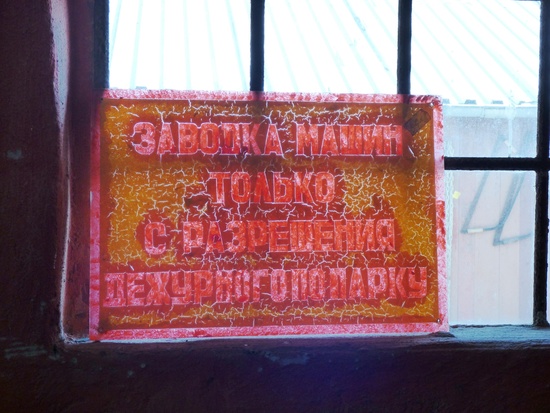 ЗАВОДКА МАШИН
ТОЛЬКО
С РАЗРЕШЕНИЯ
ДЕЖУРНОГО ПО ПАРКУ